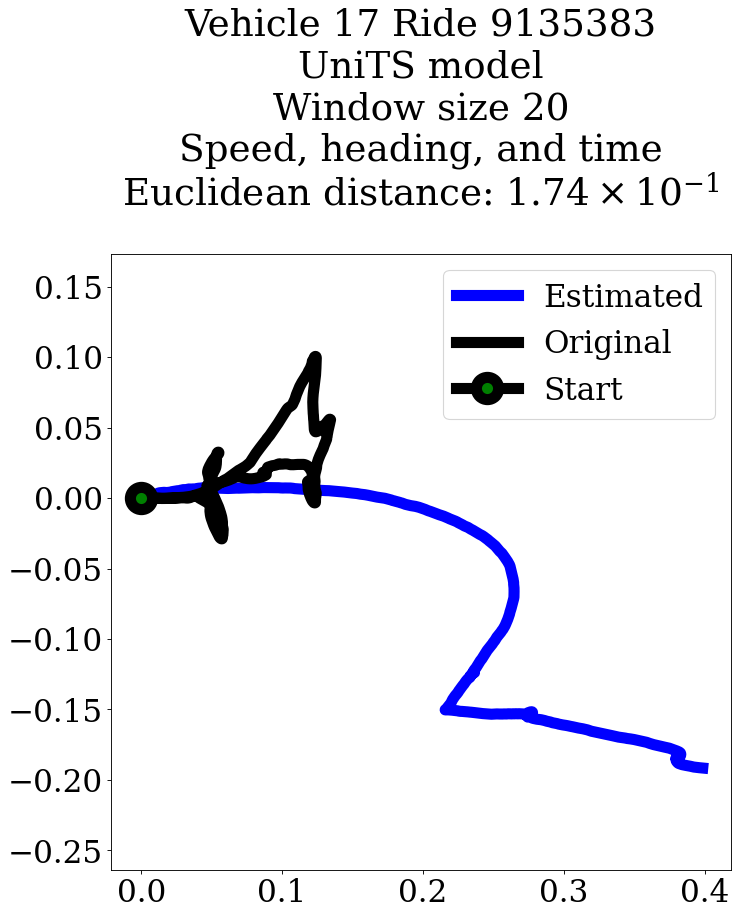 Vehicle 17 Ride 9135383
UniTS model
Window size 20
Speed, heading, and time
Euclidean distance: 1.74 × 10⁻¹
Estimated
Original
Start
0.15
0.10
0.05
0.00
−0.05
−0.10
−0.15
−0.20
−0.25
0.0 0.1 0.2 0.3 0.4